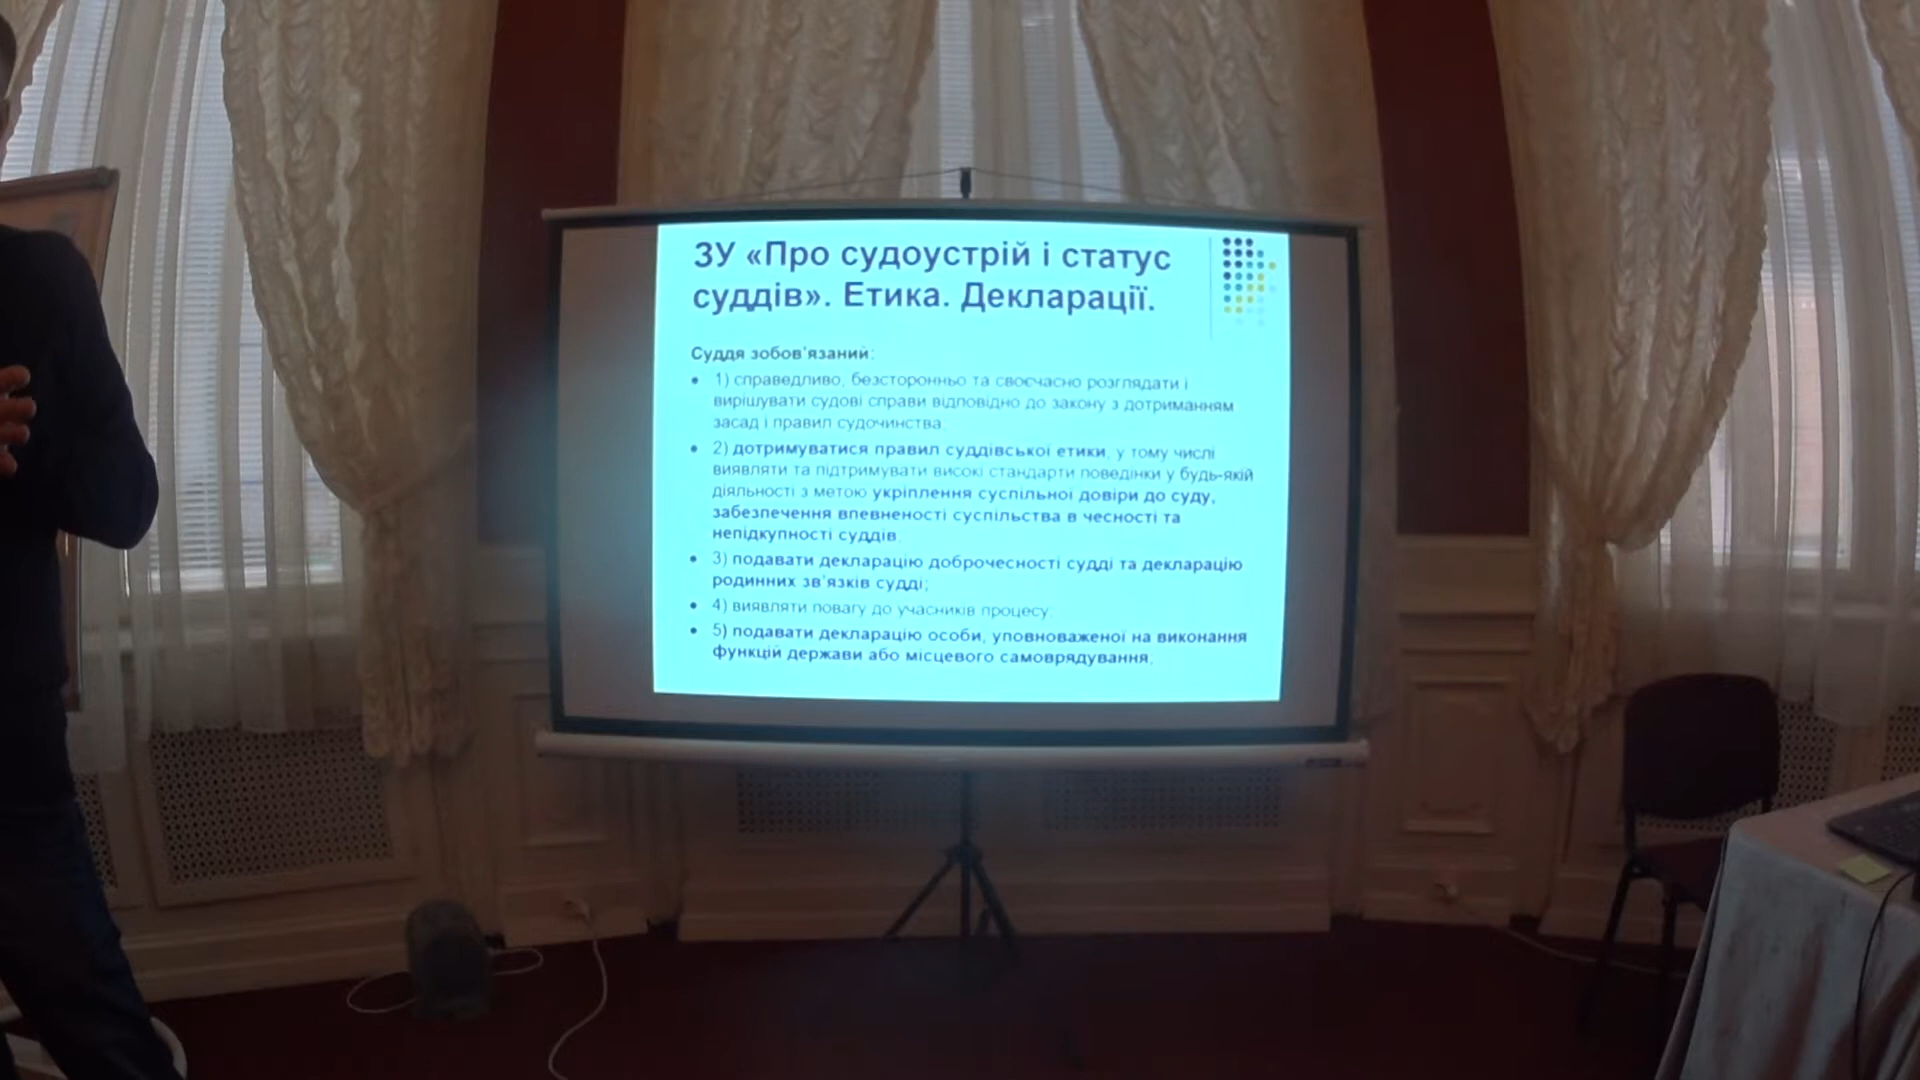 ЗУ «Про судоустрій і статус
суддів». Етика. Декларації.
Суддя зобов'язаний:
• 1) справедливо, безсторонньо та своєчасно розглядати і
вирішувати судові справи відповідно до закону з дотриманням
засад і правил судочинства;
• 2) дотримуватися правил суддівської етики, у тому числі
виявляти та підтримувати високі стандарти поведінки у будь-якій
діяльності з метою укріплення суспільної довіри до суду,
забезпечення впевненості суспільства в чесності та
непідкупності суддів;
• 3) подавати декларацію доброчесності судді та декларацію
родинних зв'язків судді;
• 4) виявляти повагу до учасників процесу;
• 5) подавати декларацію особи, уповноваженої на виконання
функцій держави або місцевого самоврядування;